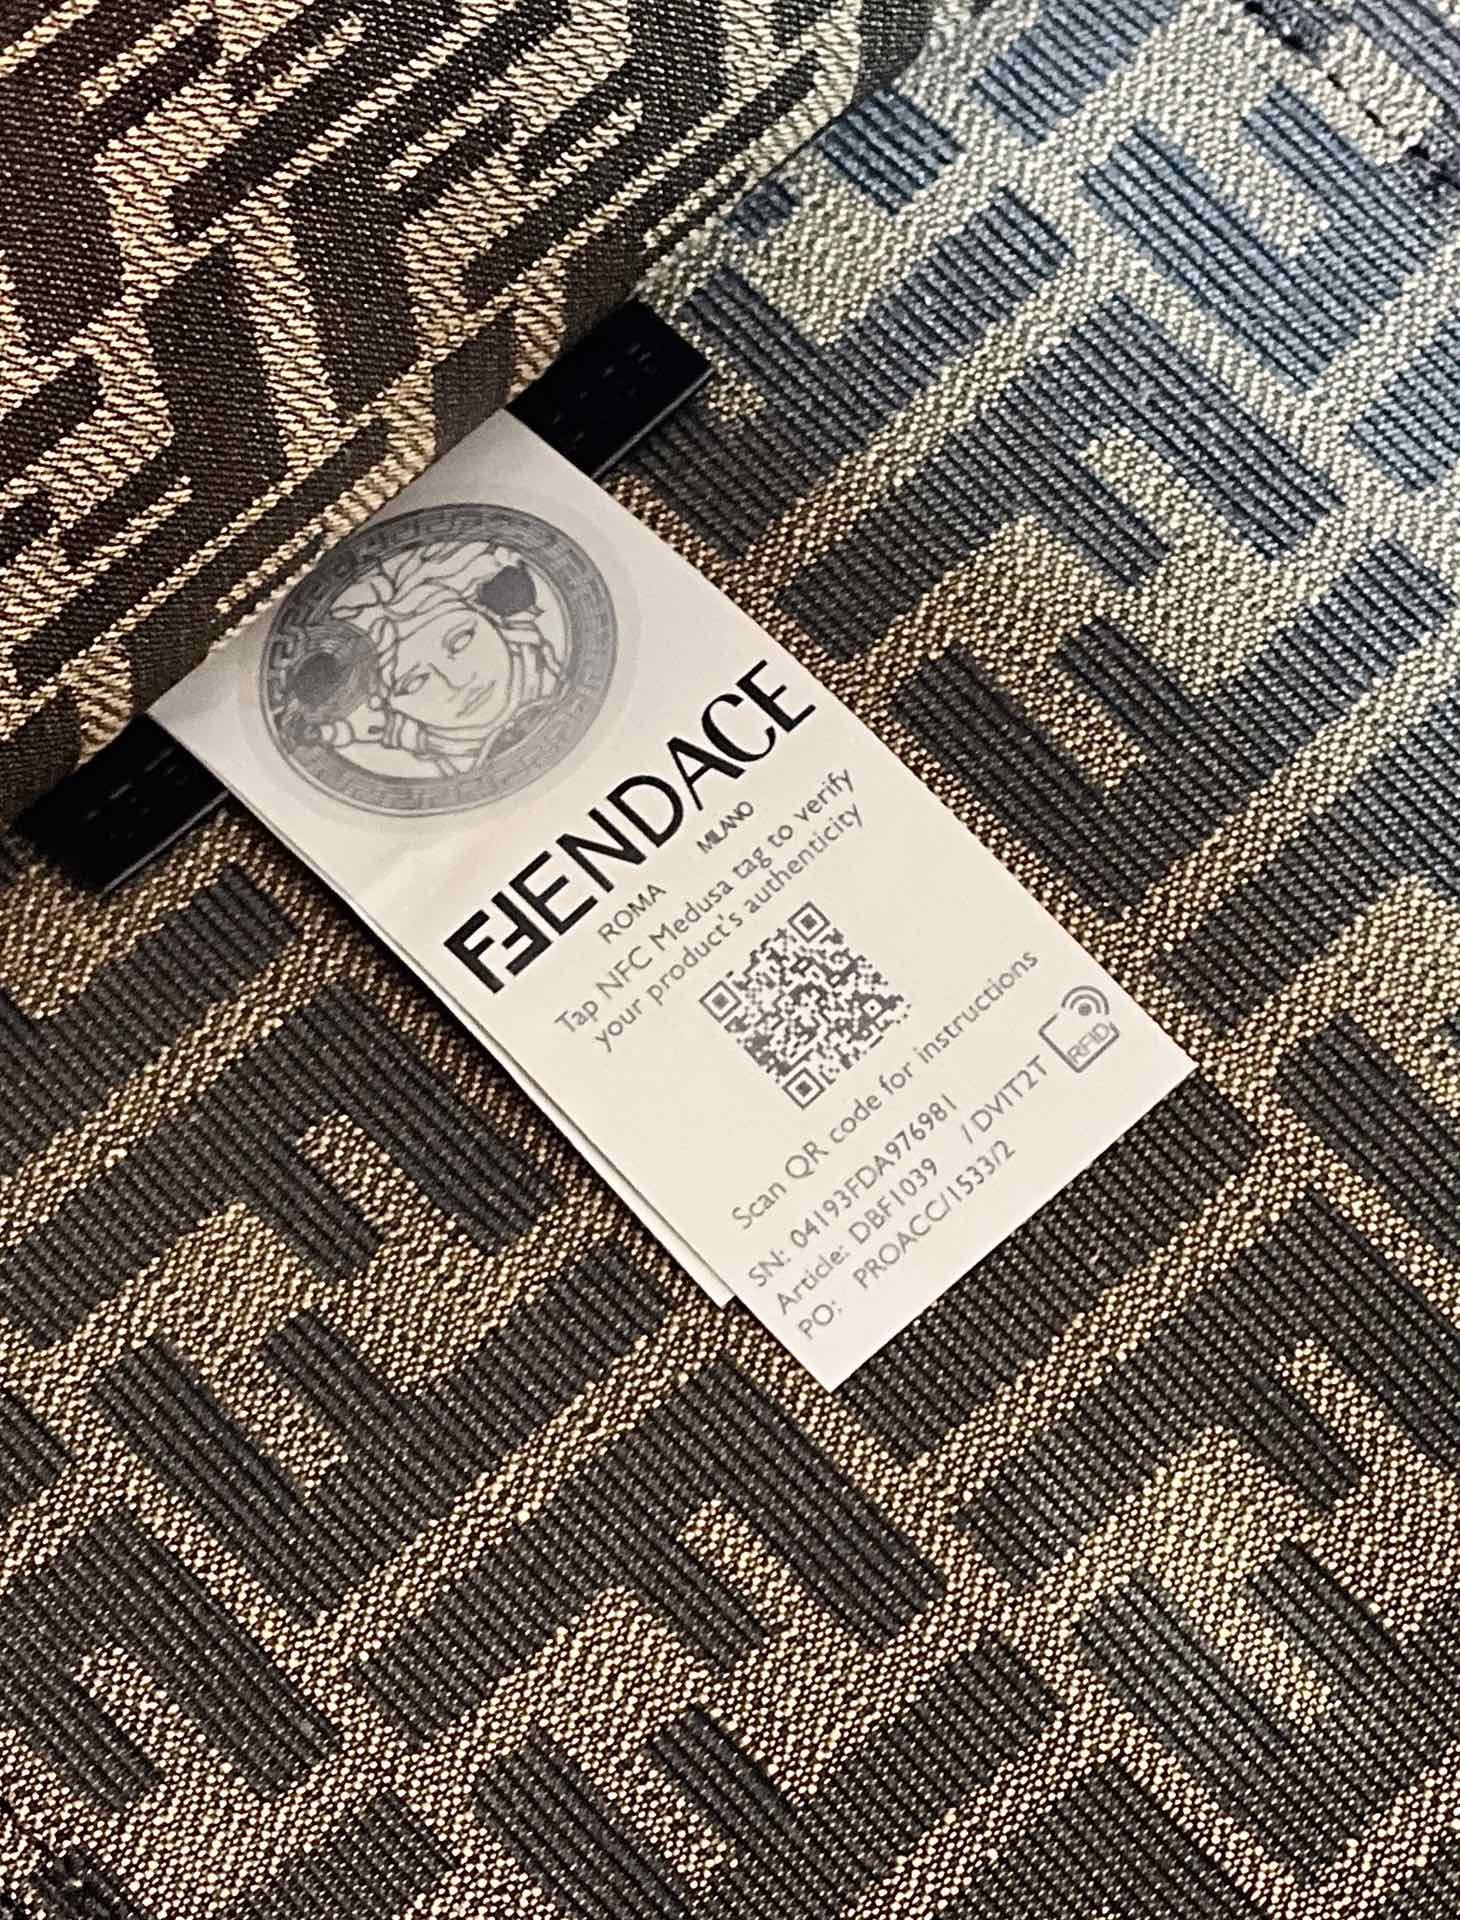 FFENDACE
ROMA MILANO
Tap NFC Medusa tag to verify
your product's authenticity
Scan QR code for instructions
RFID
SN: 04193FDA976981
Article: DBF1039 / DVIT2T
PO: PROACC/1533/2